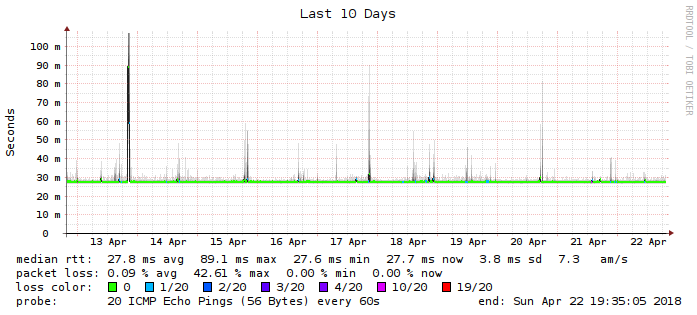 Last 10 Days
RRDTOOL / TOBI OETIKER
Seconds
100 m
90 m
80 m
70 m
60 m
50 m
40 m
30 m
20 m
10 m
0
13 Apr 14 Apr 15 Apr 16 Apr 17 Apr 18 Apr 19 Apr 20 Apr 21 Apr 22 Apr
median rtt: 27.8 ms avg 89.1 ms max 27.6 ms min 27.7 ms now 3.8 ms sd 7.3 am/s
packet loss: 0.09 % avg 42.61 % max 0.00 % min 0.00 % now
loss color: 0 1/20 2/20 3/20 4/20 10/20 19/20
probe: 20 ICMP Echo Pings (56 Bytes) every 60s end: Sun Apr 22 19:35:05 2018